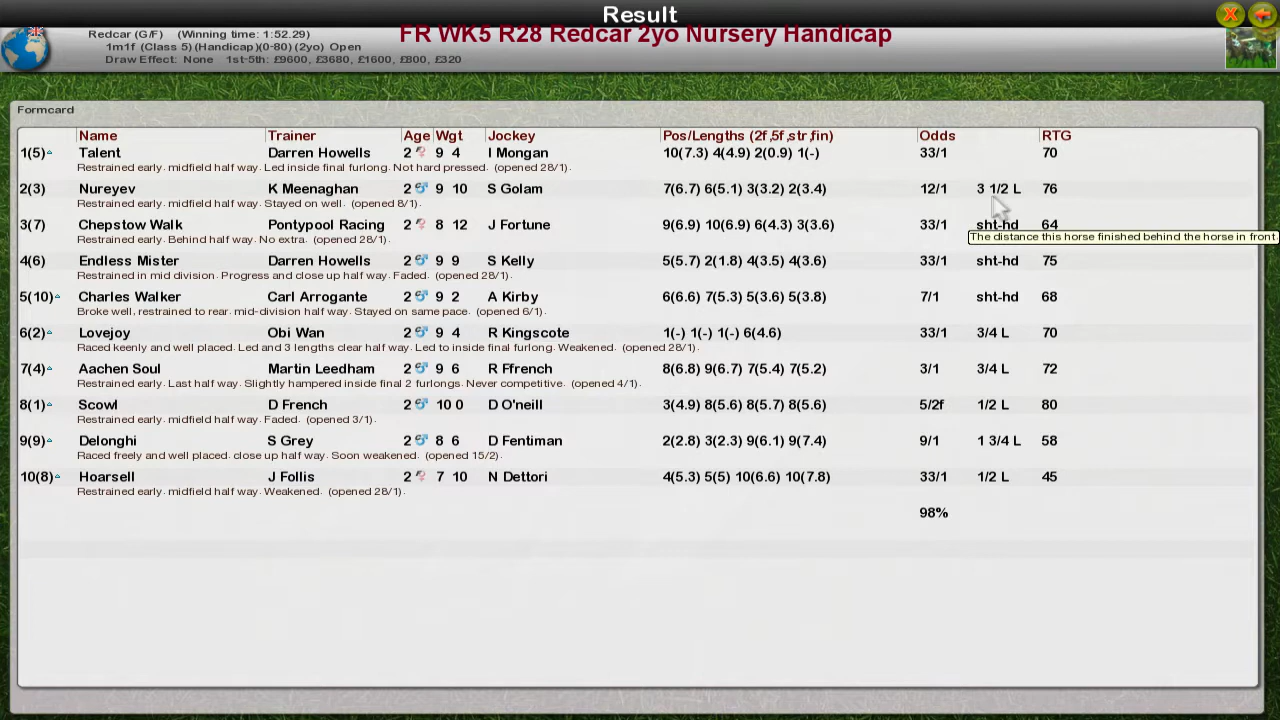 Result
FR WK5 R28 Redcar 2yo Nursery Handicap
Redcar (G/F) (Winning time: 1:52.29)
1m1f (Class 5)(Handicap)(0-80)(2yo) Open
Draw Effect: None 1st-5th: £9600, £3680, £1600, £800, £320
Formcard
Name Trainer Age Wgt Jockey Pos/Lengths (2f,5f,str,fin) Odds RTG
1(5) Talent Darren Howells 2 9 4 I Mongan 10(7.3) 4(4.9) 2(0.9) 1(-) 33/1 70
Restrained early. midfield half way. Led inside final furlong. Not hard pressed. (opened 28/1).
2(3) Nureyev K Meenaghan 2 9 10 S Golam 7(6.7) 6(5.1) 3(3.2) 2(3.4) 12/1 3 1/2 L 76
Restrained early. midfield half way. Stayed on well. (opened 8/1).
3(7) Chepstow Walk Pontypool Racing 2 8 12 J Fortune 9(6.9) 10(6.9) 6(4.3) 3(3.6) 33/1 sht-hd 64
Restrained early. Behind half way. No extra. (opened 28/1).
The distance this horse finished behind the horse in front
4(6) Endless Mister Darren Howells 2 9 9 S Kelly 5(5.7) 2(1.8) 4(3.5) 4(3.6) 33/1 sht-hd 75
Restrained in mid division. Progress and close up half way. Faded. (opened 28/1).
5(10) Charles Walker Carl Arrogante 2 9 2 A Kirby 6(6.6) 7(5.3) 5(3.6) 5(3.8) 7/1 sht-hd 68
Broke well, restrained to rear. mid-division half way. Stayed on same pace. (opened 6/1).
6(2) Lovejoy Obi Wan 2 9 4 R Kingscote 1(-) 1(-) 1(-) 6(4.6) 33/1 3/4 L 70
Raced keenly and well placed. Led and 3 lengths clear half way. Led to inside final furlong. Weakened. (opened 28/1).
7(4) Aachen Soul Martin Leedham 2 9 6 R Ffrench 8(6.8) 9(6.7) 7(5.4) 7(5.2) 3/1 3/4 L 72
Restrained early. Last half way. Slightly hampered inside final 2 furlongs. Never competitive. (opened 4/1).
8(1) Scowl D French 2 10 0 D O'neill 3(4.9) 8(5.6) 8(5.7) 8(5.6) 5/2f 1/2 L 80
Restrained early. midfield half way. Faded. (opened 3/1).
9(9) Delonghi S Grey 2 8 6 D Fentiman 2(2.8) 3(2.3) 9(6.1) 9(7.4) 9/1 1 3/4 L 58
Raced freely and well placed. close up half way. Soon weakened. (opened 15/2).
10(8) Hoarsell J Follis 2 7 10 N Dettori 4(5.3) 5(5) 10(6.6) 10(7.8) 33/1 1/2 L 45
Restrained early. midfield half way. Weakened. (opened 28/1).
98%